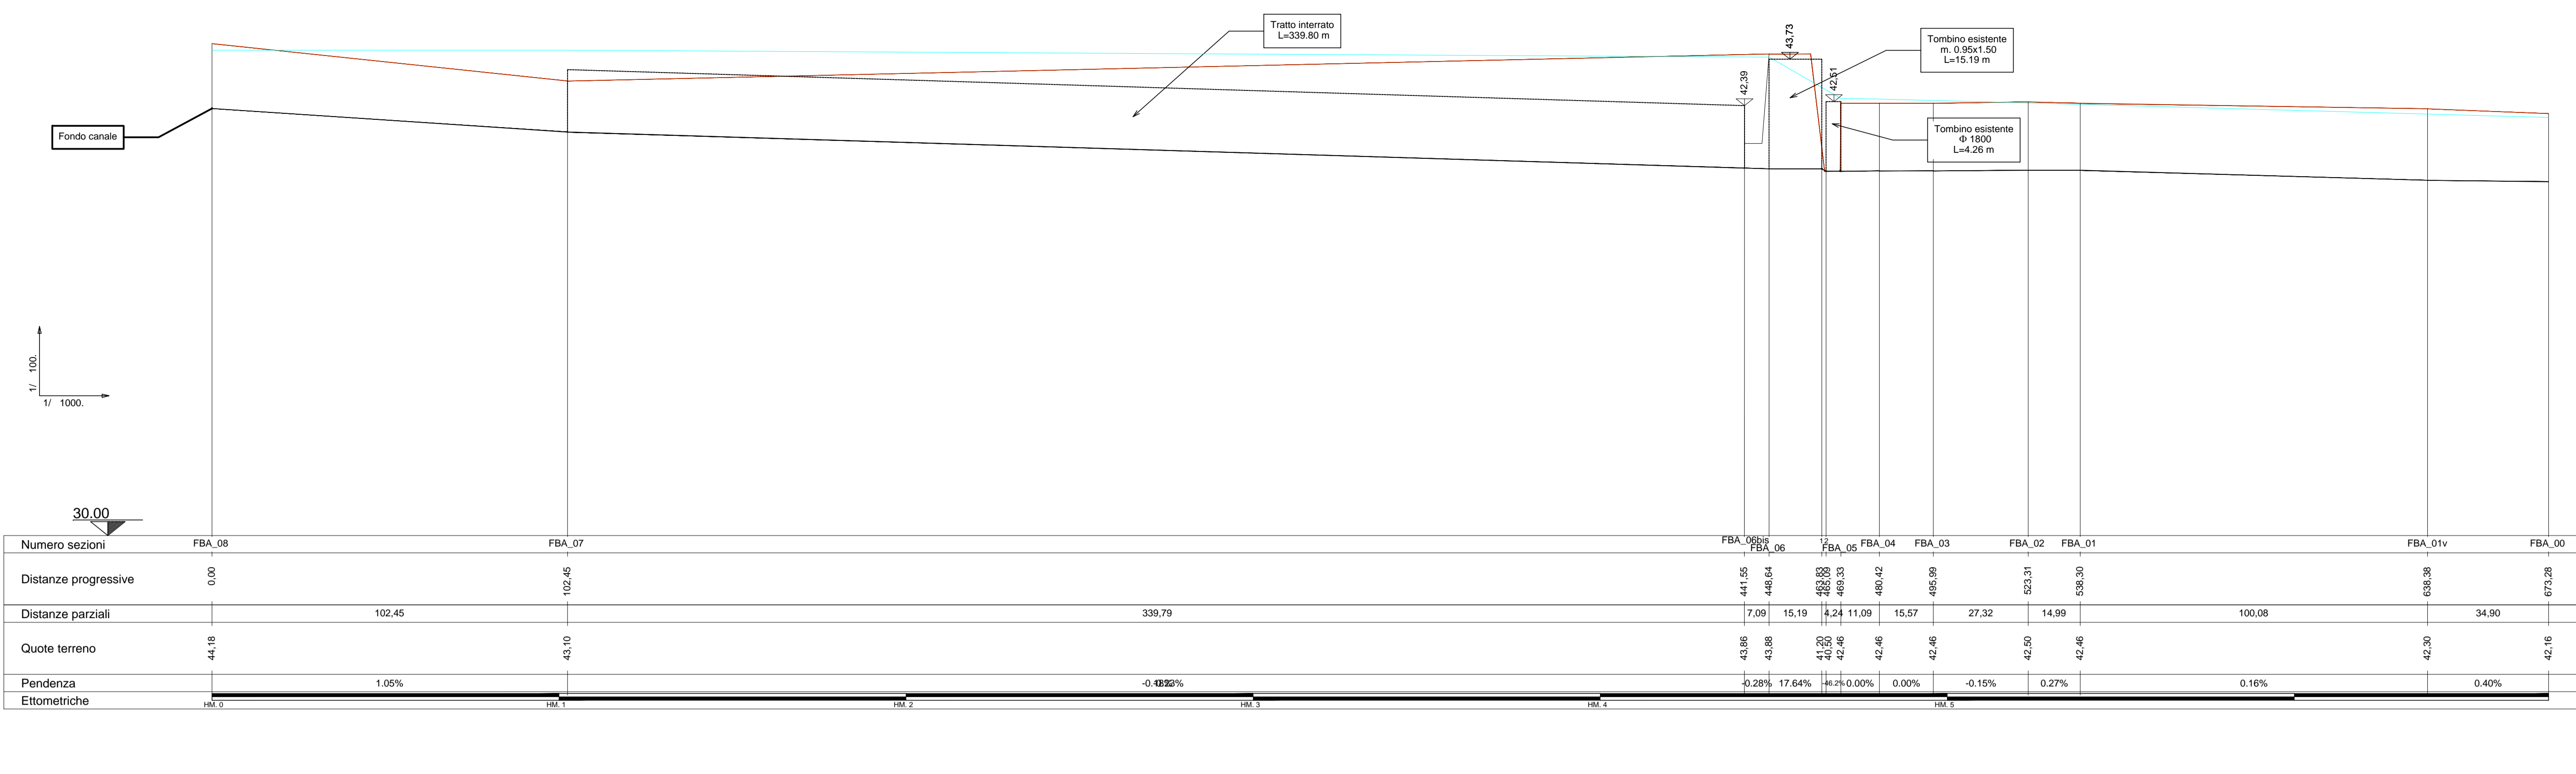 Tratto interrato
L=339.80 m
43,73
Tombino esistente
m. 0.95x1.50
L=15.19 m
42,39
42,51
Fondo canale
Tombino esistente
Φ 1800
L=4.26 m
1/ 100.
1/ 1000.
30.00
Numero sezioni FBA_08 FBA_07 FBA_06bis FBA_06 12 FBA_05 FBA_04 FBA_03 FBA_02 FBA_01 FBA_01v FBA_00
Distanze progressive 0,00 102,45 441,55 448,64 463,83 465,09 469,33 480,42 495,99 523,31 538,30 638,38 673,28
Distanze parziali 102,45 339,79 7,09 15,19 4,24 11,09 15,57 27,32 14,99 100,08 34,90
Quote terreno 44,18 43,10 43,86 43,88 41,20 40,50 42,46 42,46 42,46 42,50 42,46 42,30 42,16
Pendenza 1.05% -0.28% 17.64% -46.2% 0.00% 0.00% -0.15% 0.27% 0.16% 0.40%
Ettometriche HM. 0 HM. 1 HM. 2 HM. 3 HM. 4 HM. 5